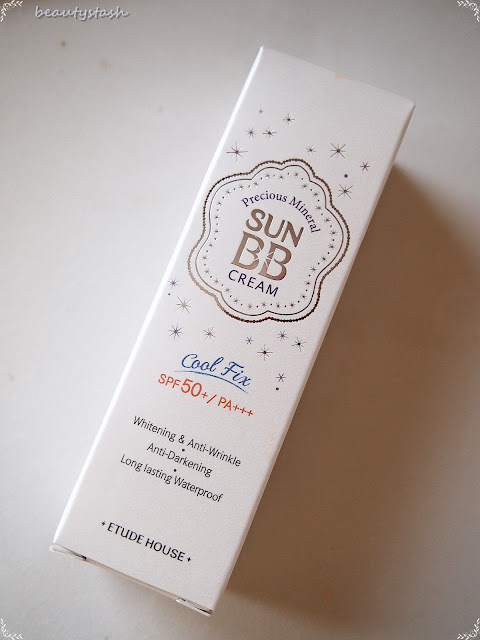 beautystash
Precious Mineral
SUN
BB
CREAM
Cool Fix
SPF50+/PA+++
Whitening & Anti-Wrinkle
•
Anti-Darkening
•
Long lasting Waterproof
✦ ETUDE HOUSE ✦